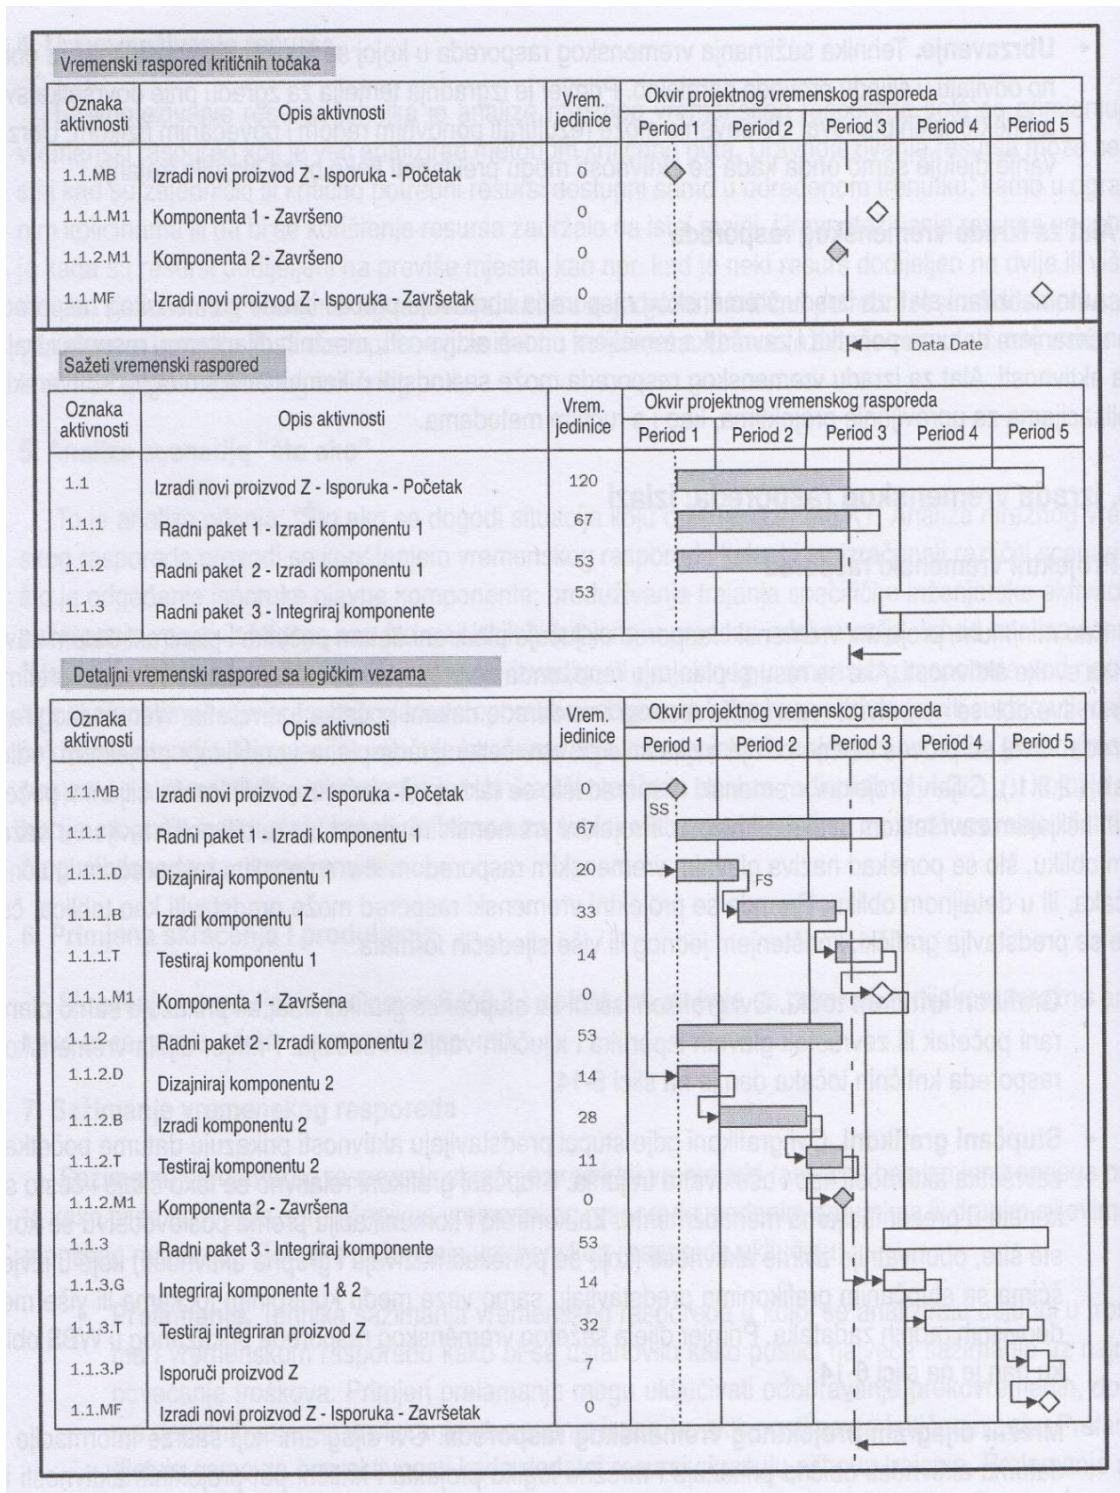 Vremenski raspored kritičnih točaka
Oznaka aktivnosti Opis aktivnosti Vrem. jedinice Okvir projektnog vremenskog rasporeda
Period 1 Period 2 Period 3 Period 4 Period 5
1.1.MB Izradi novi proizvod Z - Isporuka - Početak 0
1.1.1.M1 Komponenta 1 - Završeno 0
1.1.2.M1 Komponenta 2 - Završeno 0
1.1.MF Izradi novi proizvod Z - Isporuka - Završetak 0
Data Date
Sažeti vremenski raspored
Oznaka aktivnosti Opis aktivnosti Vrem. jedinice Okvir projektnog vremenskog rasporeda
Period 1 Period 2 Period 3 Period 4 Period 5
1.1 Izradi novi proizvod Z - Isporuka - Početak 120
1.1.1 Radni paket 1 - Izradi komponentu 1 67
1.1.2 Radni paket 2 - Izradi komponentu 1 53
1.1.3 Radni paket 3 - Integriraj komponente 53
Detaljni vremenski raspored sa logičkim vezama
Oznaka aktivnosti Opis aktivnosti Vrem. jedinice Okvir projektnog vremenskog rasporeda
Period 1 Period 2 Period 3 Period 4 Period 5
1.1.MB Izradi novi proizvod Z - Isporuka - Početak 0
SS
1.1.1 Radni paket 1- Izradi komponentu 1 67
1.1.1.D Dizajniraj komponentu 1 20
FS
1.1.1.B Izradi komponentu 1 33
1.1.1.T Testiraj komponentu 1 14
1.1.1.M1 Komponenta 1 - Završena 0
1.1.2 Radni paket 2- Izradi komponentu 2 53
1.1.2.D Dizajniraj komponentu 2 14
1.1.2.B Izradi komponentu 2 28
1.1.2.T Testiraj komponentu 2 11
1.1.2.M1 Komponenta 2 - Završena 0
1.1.3 Radni paket 3 - Integriraj komponente 53
1.1.3.G Integriraj komponente 1 & 2 14
1.1.3.T Testiraj integriran proizvod Z 32
1.1.3.P Isporuči proizvod Z 7
1.1.MF Izradi novi proizvod Z - Isporuka - Završetak 0